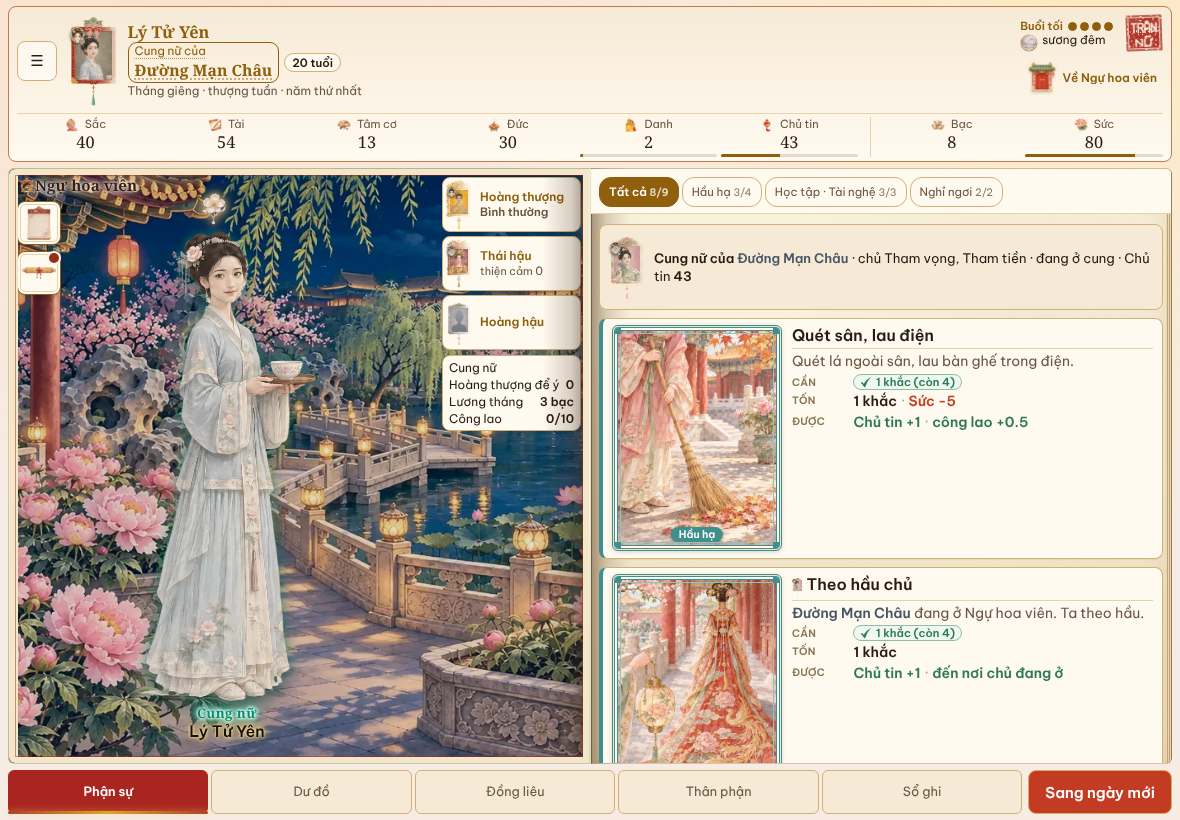 ☰
Lý Tử Yên
Cung nữ của
Đường Mạn Châu
20 tuổi
Tháng giêng · thượng tuần · năm thứ nhất
Buổi tối
sương đêm
TRÂN NỮ
Về Ngự hoa viên
Sắc
40
Tài
54
Tâm cơ
13
Đức
30
Danh
2
Chủ tin
43
Bạc
8
Sức
80
Ngự hoa viên
Hoàng thượng
Bình thường
Thái hậu
thiện cảm 0
Hoàng hậu
Cung nữ
Hoàng thượng để ý 0
Lương tháng 3 bạc
Công lao 0/10
Cung nữ
Lý Tử Yên
Tất cả 8/9
Hầu hạ 3/4
Học tập · Tài nghệ 3/3
Nghỉ ngơi 2/2
Cung nữ của Đường Mạn Châu · chủ Tham vọng, Tham tiền · đang ở cung · Chủ
tin 43
Hầu hạ
Quét sân, lau điện
Quét lá ngoài sân, lau bàn ghế trong điện.
CẦN ✓ 1 khắc (còn 4)
TỐN 1 khắc · Sức -5
ĐƯỢC Chủ tin +1 · công lao +0.5
Theo hầu chủ
Đường Mạn Châu đang ở Ngự hoa viên. Ta theo hầu.
CẦN ✓ 1 khắc (còn 4)
TỐN 1 khắc
ĐƯỢC Chủ tin +1 · đến nơi chủ đang ở
Phận sự
Dư đồ
Đồng liêu
Thân phận
Sổ ghi
Sang ngày mới